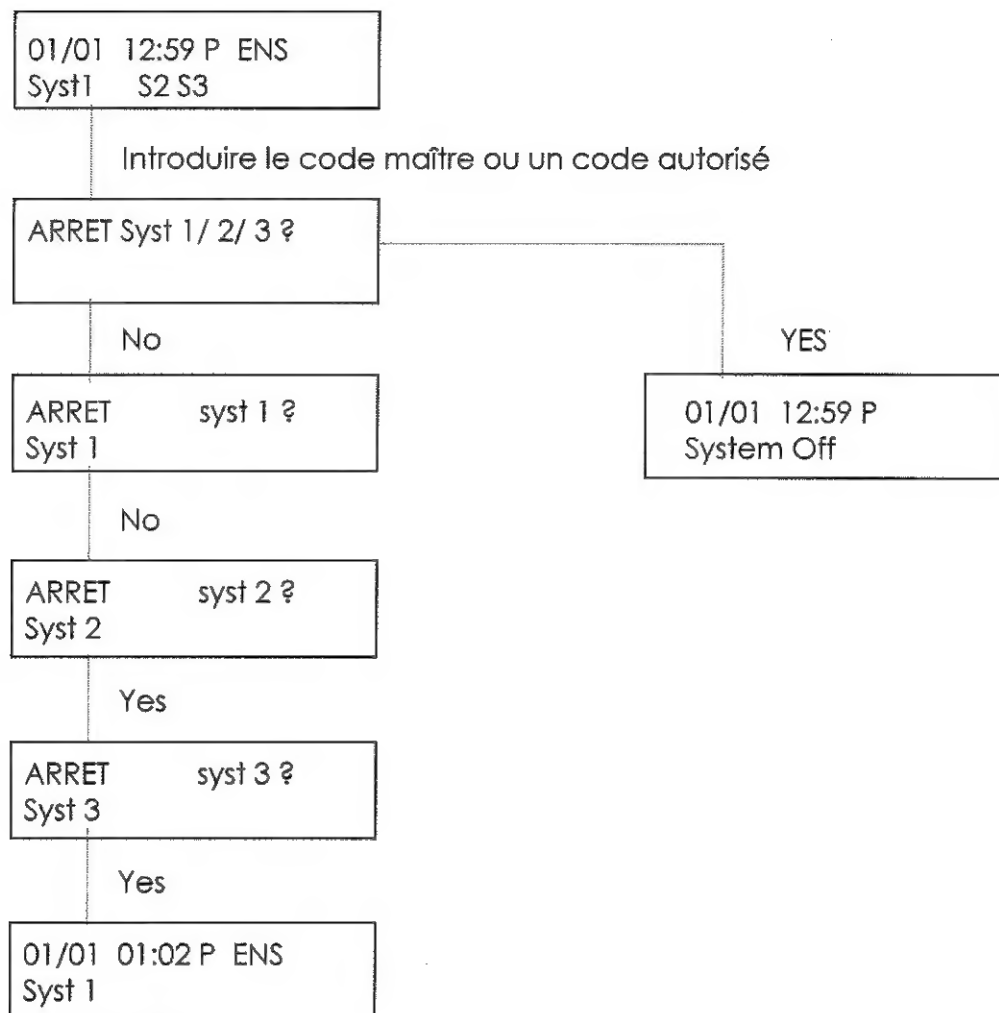 01/01 12:59 P ENS
Syst1 S2 S3
Introduire le code maître ou un code autorisé
ARRET Syst 1/ 2/ 3 ?
No
YES
ARRET syst 1 ?
Syst 1
01/01 12:59 P
System Off
No
ARRET syst 2 ?
Syst 2
Yes
ARRET syst 3 ?
Syst 3
Yes
01/01 01:02 P ENS
Syst 1